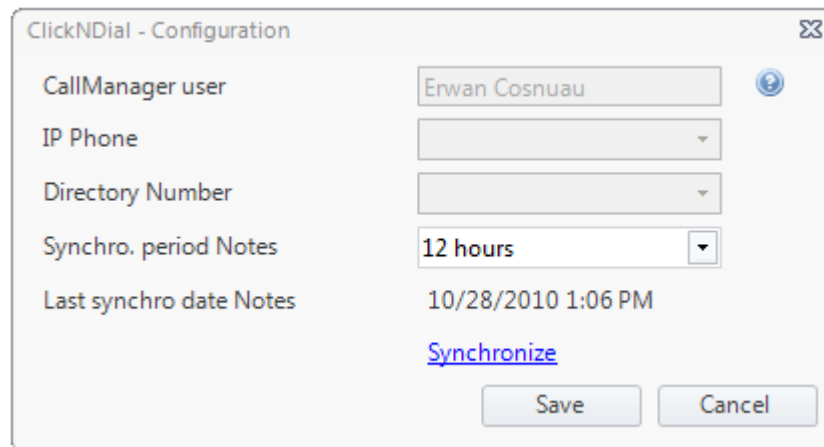 ClickNDial - Configuration
CallManager user Erwan Cosnuau
IP Phone
Directory Number
Synchro. period Notes 12 hours
Last synchro date Notes 10/28/2010 1:06 PM
Synchronize
Save Cancel